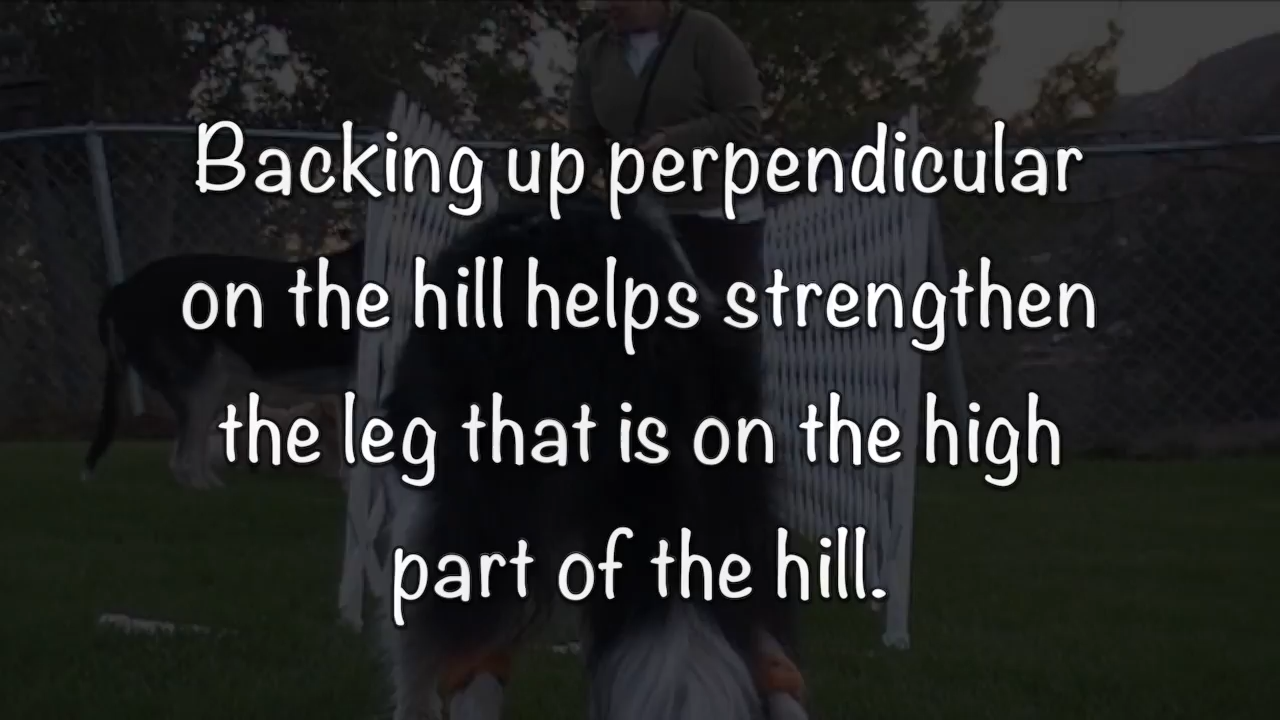 Backing up perpendicular
on the hill helps strengthen
the leg that is on the high
part of the hill.